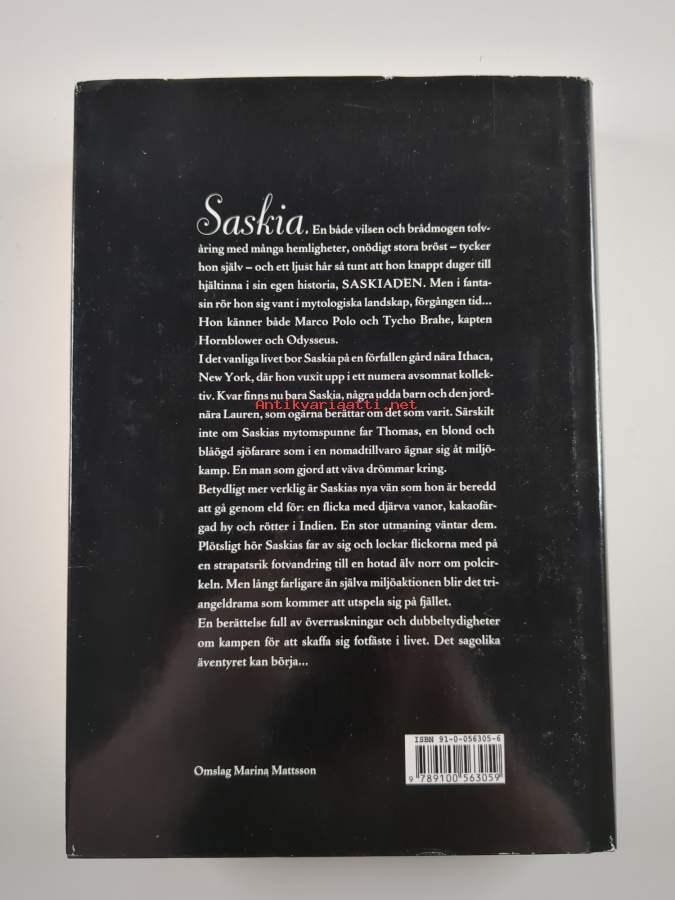 Saskia. En både vilsen och brådmogen tolv-
åring med många hemligheter, onödigt stora bröst – tycker
hon själv – och ett ljust hår så tunt att hon knappt duger till
hjältinna i sin egen historia, SASKIADEN. Men i fanta-
sin rör hon sig vant i mytologiska landskap, förgången tid...
Hon känner både Marco Polo och Tycho Brahe, kapten
Hornblower och Odysseus.
I det vanliga livet bor Saskia på en förfallen gård nära Ithaca,
New York, där hon vuxit upp i ett numera avsomnat kollek-
tiv. Kvar finns nu bara Saskia, några udda barn och den jord-
Antikvariaatti.net
nära Lauren, som ogärna berättar om det som varit. Särskilt
inte om Saskias mytomspunne far Thomas, en blond och
blåögd sjöfarare som i en nomadtillvaro ägnar sig åt miljö-
kamp. En man som gjord att väva drömmar kring.
Betydligt mer verklig är Saskias nya vän som hon är beredd
att gå genom eld för: en flicka med djärva vanor, kakaofär-
gad hy och rötter i Indien. En stor utmaning väntar dem.
Plötsligt hör Saskias far av sig och lockar flickorna med på
en strapatsrik fotvandring till en hotad älv norr om polcir-
keln. Men långt farligare än själva miljöaktionen blir det tri-
angeldrama som kommer att utspela sig på fjället.
En berättelse full av överraskningar och dubbeltydigheter
om kampen för att skaffa sig fotfäste i livet. Det sagolika
äventyret kan börja...
ISBN 91-0-056305-6
9 789100 563059
Omslag Marina Mattsson